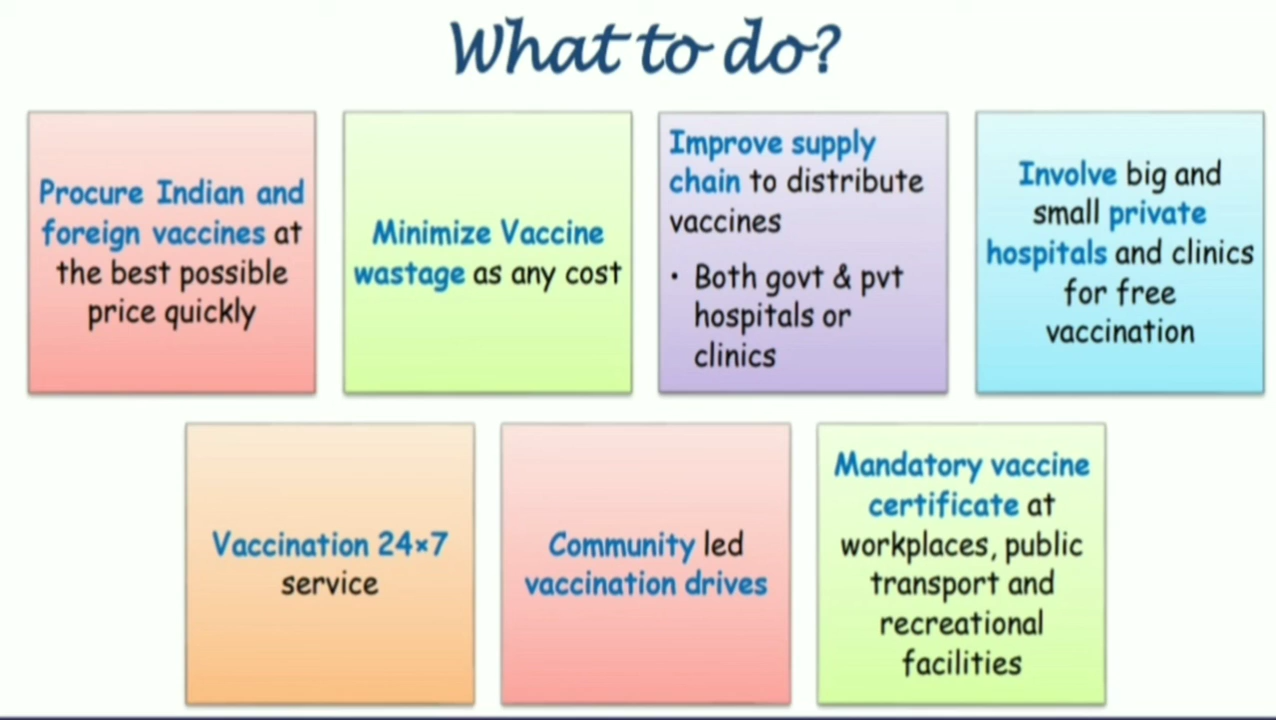 What to do?
Procure Indian and
foreign vaccines at
the best possible
price quickly
Minimize Vaccine
wastage as any cost
Improve supply
chain to distribute
vaccines
• Both govt & pvt
hospitals or
clinics
Involve big and
small private
hospitals and clinics
for free
vaccination
Vaccination 24×7
service
Community led
vaccination drives
Mandatory vaccine
certificate at
workplaces, public
transport and
recreational
facilities